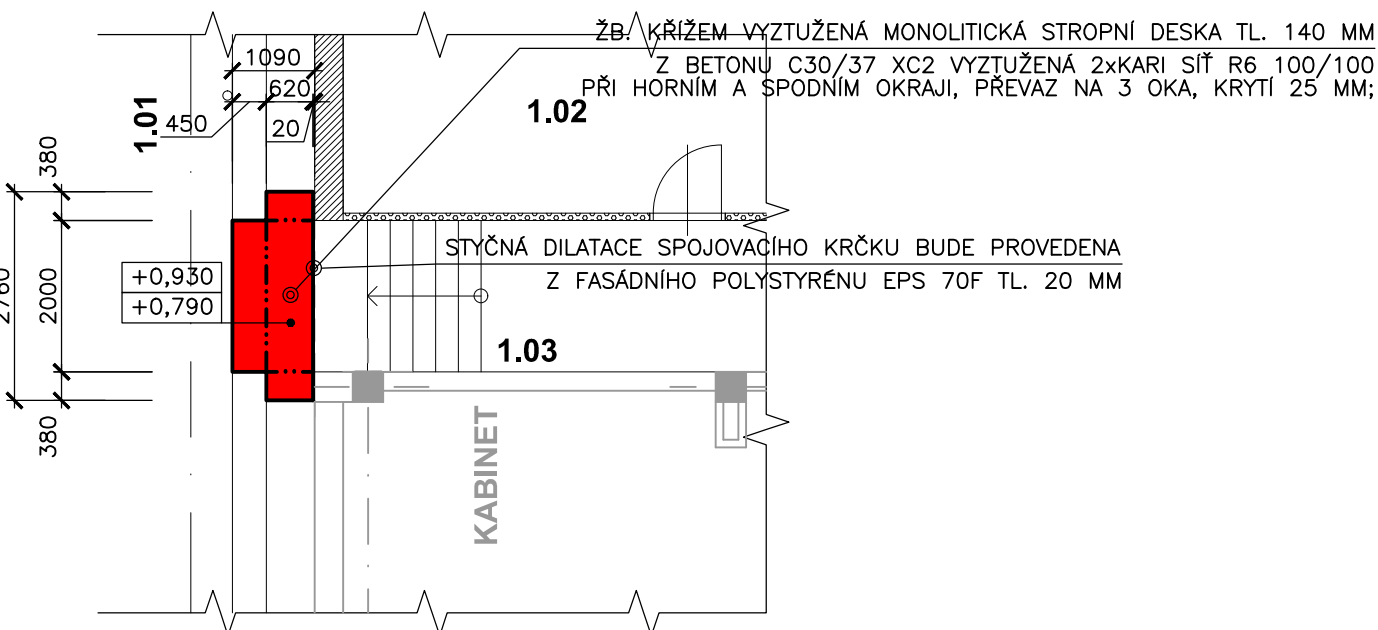 ŽB. KŘÍŽEM VYZTUŽENÁ MONOLITICKÁ STROPNÍ DESKA TL. 140 MM
Z BETONU C30/37 XC2 VYZTUŽENÁ 2xKARI SÍŤ R6 100/100
PŘI HORNÍM A SPODNÍM OKRAJI, PŘEVAZ NA 3 OKA, KRYTÍ 25 MM;
1090
620
450
20
1.01
1.02
380
2760
2000
380
+0,930
+0,790
STYČNÁ DILATACE SPOJOVACÍHO KRČKU BUDE PROVEDENA
Z FASÁDNÍHO POLYSTYRÉNU EPS 70F TL. 20 MM
1.03
KABINET